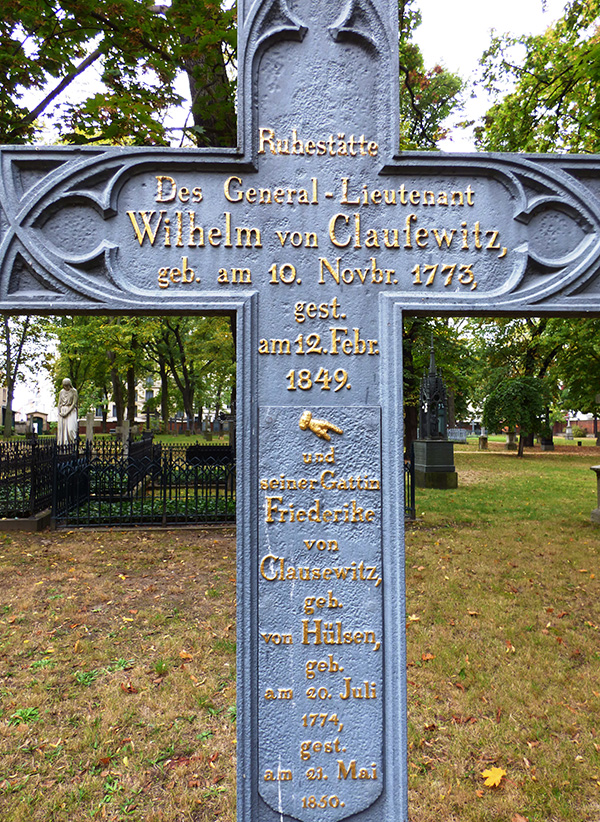 Ruhestätte
Des General-Lieutenant
Wilhelm von Clausewitz,
geb. am 10. Novbr. 1773,
gest.
am 12. Febr.
1849.
und
seiner Gattin
Friederike
von
Clausewitz,
geb.
von Hülsen,
geb.
am 20. Juli
1774,
gest.
am 21. Mai
1850.